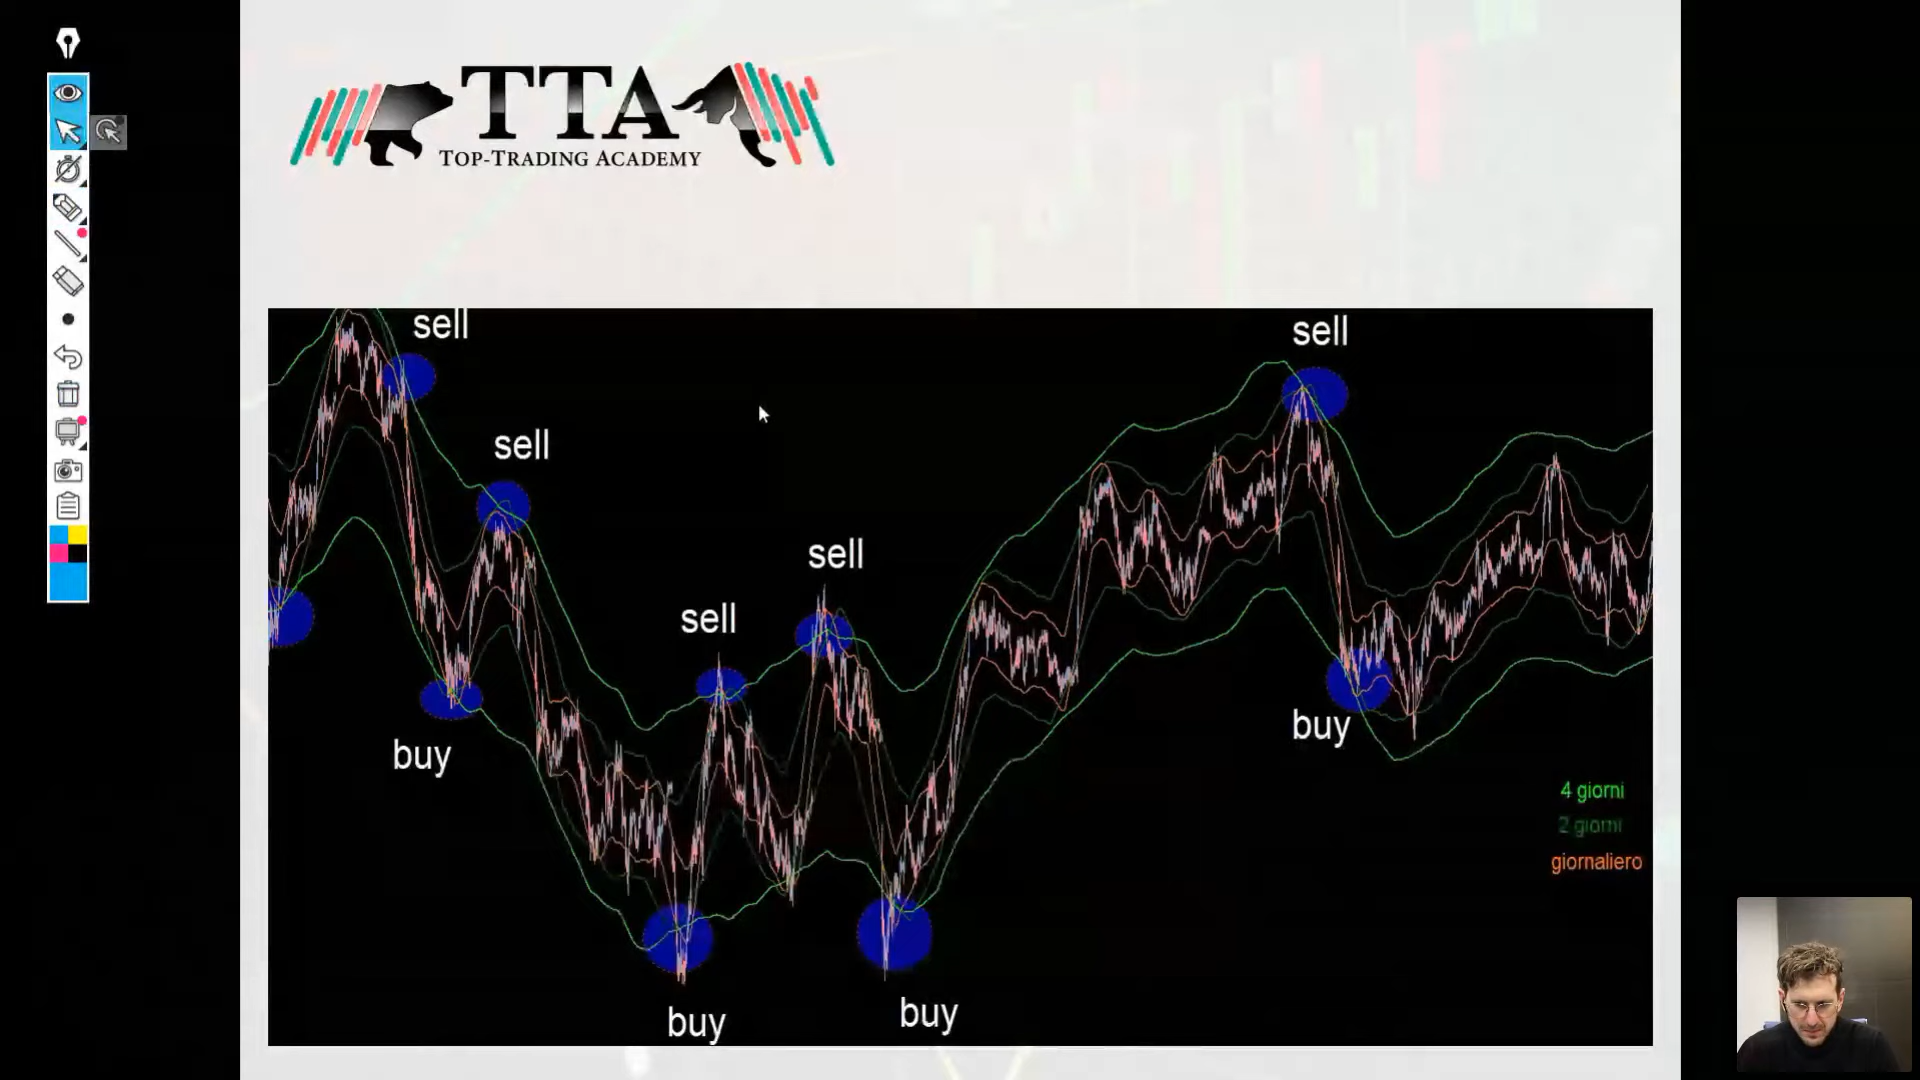 TTA
TOP-TRADING ACADEMY
sell
sell
sell
sell
sell
buy
buy
4 giorni
2 giorni
giornaliero
buy
buy